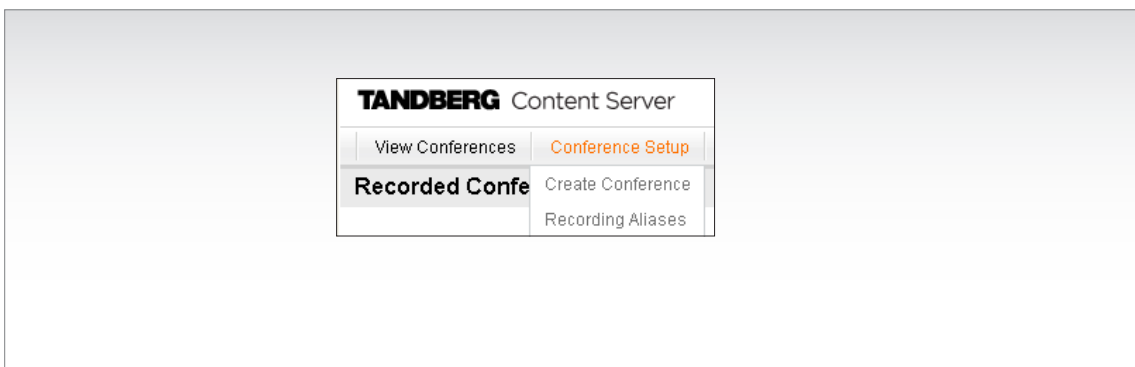 TANDBERG Content Server
View Conferences Conference Setup
Recorded Confe Create Conference
Recording Aliases